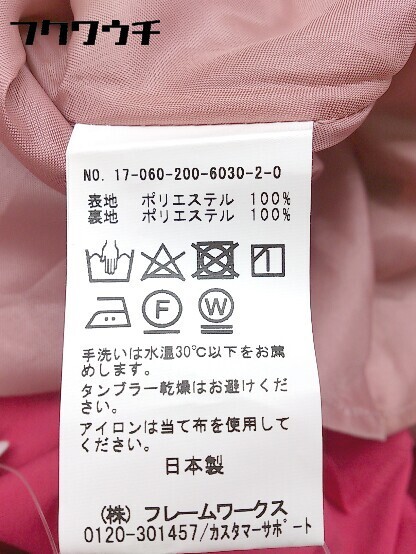 フクワウチ
NO. 17-060-200-6030-2-0
表地 ポリエステル 100%
裏地 ポリエステル 100%
F W
手洗いは水温30℃以下をお薦
めします。
タンブラー乾燥はお避けくだ
さい。
アイロンは当て布を使用して
ください。
日本製
(株) フレームワークス
0120-301457/カスタマーサポート